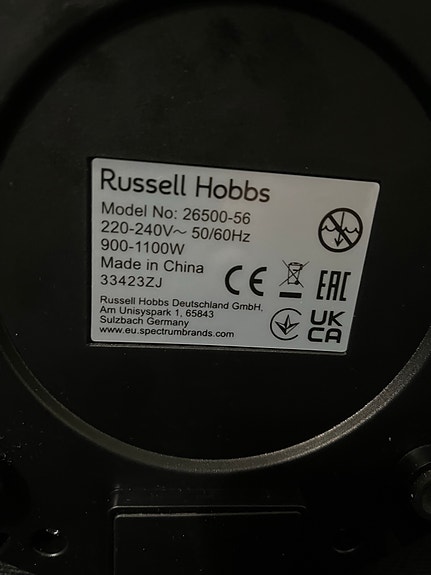 Russell Hobbs
Model No: 26500-56
220-240V~ 50/60Hz
900-1100W
Made in China
33423ZJ
CE
EAC
Russell Hobbs Deutschland GmbH,
Am Unisyspark 1, 65843
Sulzbach Germany
www.eu.spectrumbrands.com
UK
CA